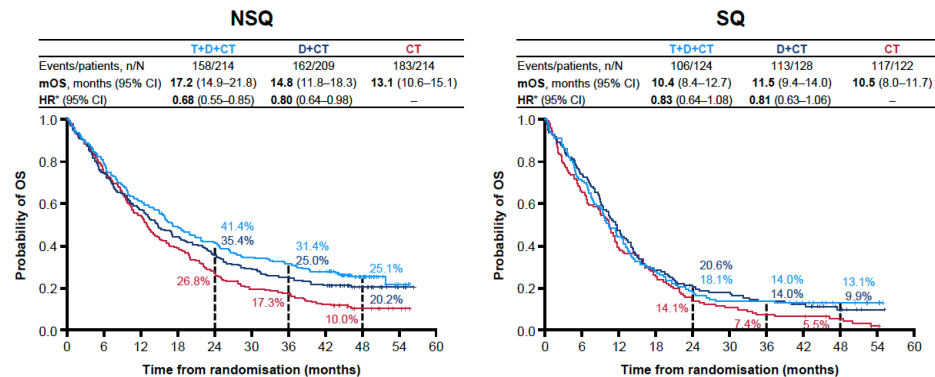 NSQ
T+D+CT D+CT CT
Events/patients, n/N 158/214 162/209 183/214
mOS, months (95% CI) 17.2 (14.9–21.8) 14.8 (11.8–18.3) 13.1 (10.6–15.1)
HR* (95% CI) 0.68 (0.55–0.85) 0.80 (0.64–0.98) –
Probability of OS
1.0
0.8
0.6
0.4
0.2
0.0
41.4%
35.4%
26.8%
31.4%
25.0%
17.3%
25.1%
20.2%
10.0%
0 6 12 18 24 30 36 42 48 54 60
Time from randomisation (months)
SQ
T+D+CT D+CT CT
Events/patients, n/N 106/124 113/128 117/122
mOS, months (95% CI) 10.4 (8.4–12.7) 11.5 (9.4–14.0) 10.5 (8.0–11.7)
HR* (95% CI) 0.83 (0.64–1.08) 0.81 (0.63–1.06) –
Probability of OS
1.0
0.8
0.6
0.4
0.2
0.0
20.6%
18.1%
14.1%
14.0%
14.0%
7.4%
13.1%
9.9%
5.5%
0 6 12 18 24 30 36 42 48 54 60
Time from randomisation (months)